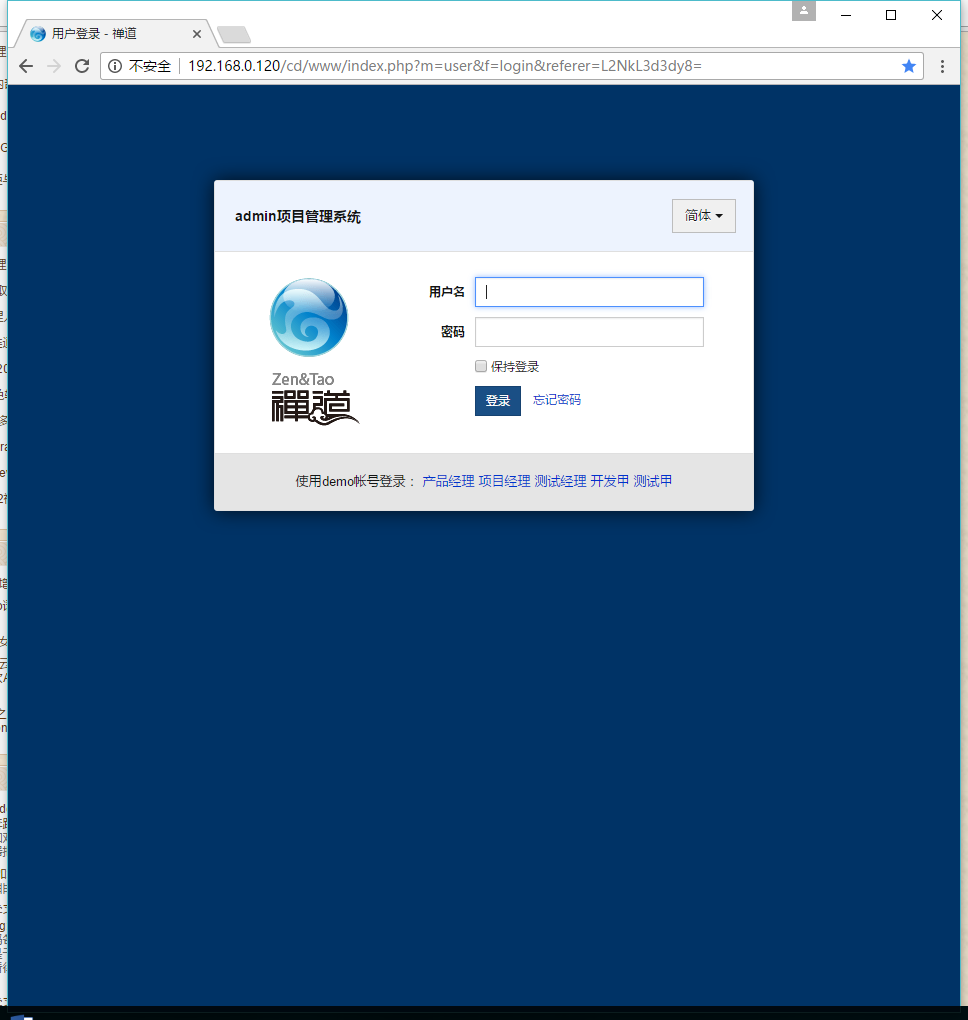 用户登录 - 禅道
不安全 192.168.0.120/cd/www/index.php?m=user&f=login&referer=L2NkL3d3dy8=
admin项目管理系统
简体
用户名
密码
保持登录
登录 忘记密码
Zen&Tao
禪道
使用demo帐号登录： 产品经理 项目经理 测试经理 开发甲 测试甲